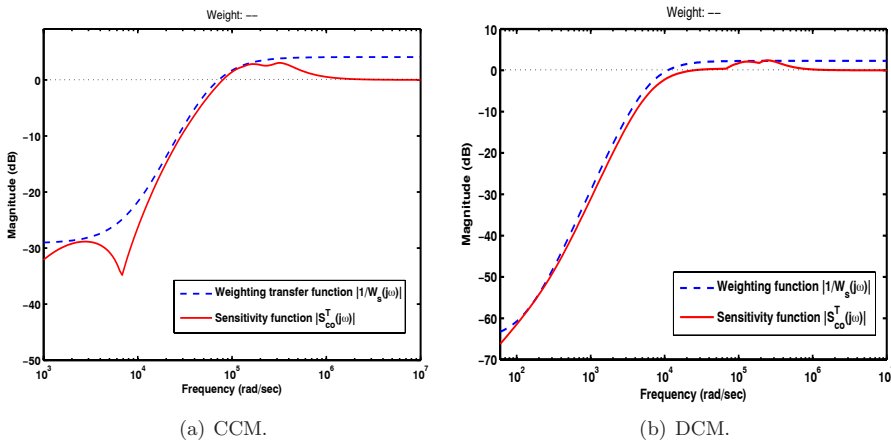 Weight: −−
Magnitude (dB)
0
−10
−20
−30
−40
−50
Weighting transfer function |1/W_s(jω)|
Sensitivity function |S_co^T(jω)|
10^3
10^4
10^5
10^6
10^7
Frequency (rad/sec)
(a) CCM.
Weight: −−
Magnitude (dB)
10
0
−10
−20
−30
−40
−50
−60
−70
Weighting function |1/W_s(jω)|
Sensitivity function |S_co^T(jω)|
10^2
10^3
10^4
10^5
10^6
10
Frequency (rad/sec)
(b) DCM.